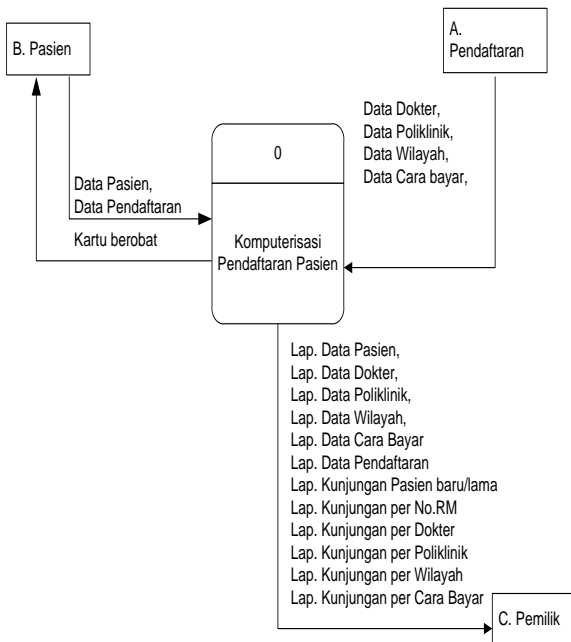 B. Pasien
A.
Pendaftaran
Data Dokter,
Data Poliklinik,
Data Wilayah,
Data Cara bayar,
0
Data Pasien,
Data Pendaftaran
Kartu berobat
Komputerisasi
Pendaftaran Pasien
Lap. Data Pasien,
Lap. Data Dokter,
Lap. Data Poliklinik,
Lap. Data Wilayah,
Lap. Data Cara Bayar
Lap. Data Pendaftaran
Lap. Kunjungan Pasien baru/lama
Lap. Kunjungan per No.RM
Lap. Kunjungan per Dokter
Lap. Kunjungan per Poliklinik
Lap. Kunjungan per Wilayah
Lap. Kunjungan per Cara Bayar
C. Pemilik